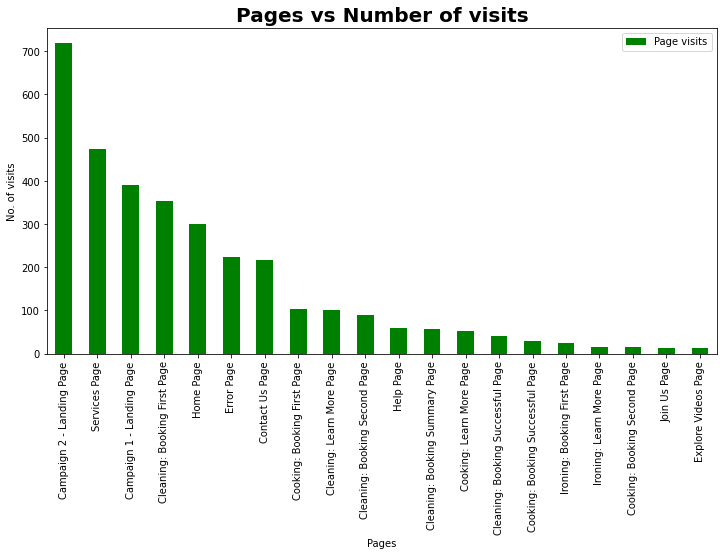 Pages vs Number of visits
Page visits
No. of visits
700
600
500
400
300
200
100
0
Campaign 2 - Landing Page
Services Page
Campaign 1 - Landing Page
Cleaning: Booking First Page
Home Page
Error Page
Contact Us Page
Cooking: Booking First Page
Cleaning: Learn More Page
Cleaning: Booking Second Page
Help Page
Cleaning: Booking Summary Page
Cooking: Learn More Page
Cleaning: Booking Successful Page
Cooking: Booking Successful Page
Ironing: Booking First Page
Ironing: Learn More Page
Cooking: Booking Second Page
Join Us Page
Explore Videos Page
Pages